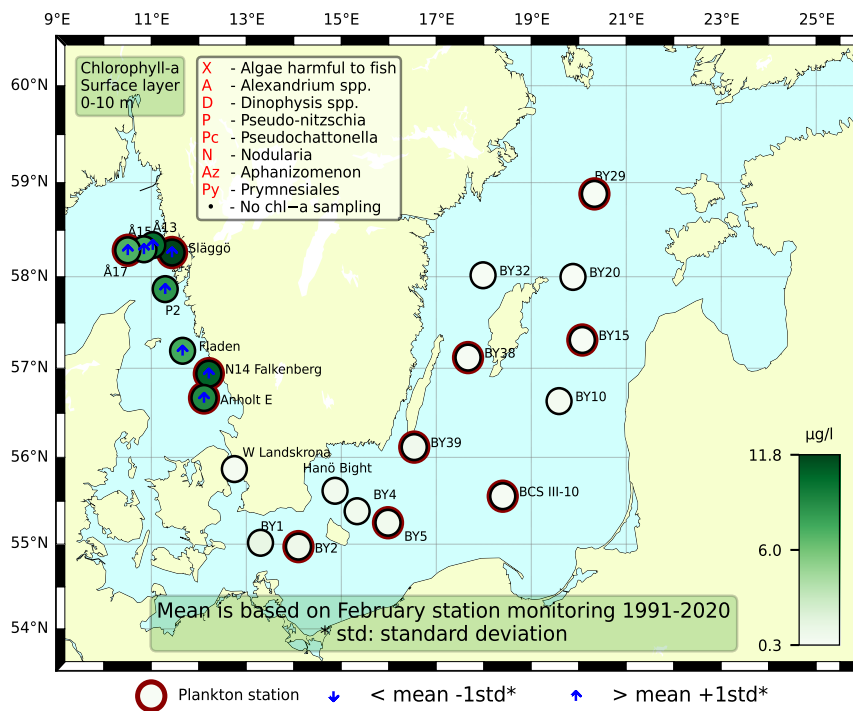 9° 11° 13° 15° 17° 19° 21° 23° 25°
60°N
59°N
58°N
57°N
56°N
55°N
54°N
Chlorophyll-a
Surface layer
0-10 m
X - Algae harmful to fish
A - Alexandrium spp.
D - Dinophysis spp.
P - Pseudo-nitzschia
Pc - Pseudochattonella
N - Nodularia
Az - Aphanizomenon
Py - Prymnesiales
• - No chl−a sampling
BY29
Å15
Å13
Släggö
Å17
BY32
BY20
P2
BY15
Fladen
BY38
N14 Falkenberg
Anholt E
BY10
BY39
W Landskrona
Hanö Bight
BCS III-10
BY4
BY1
BY5
BY2
µg/l
11.8
6.0
0.3
Mean is based on February station monitoring 1991-2020
* std: standard deviation
Plankton station
< mean -1std*
> mean +1std*